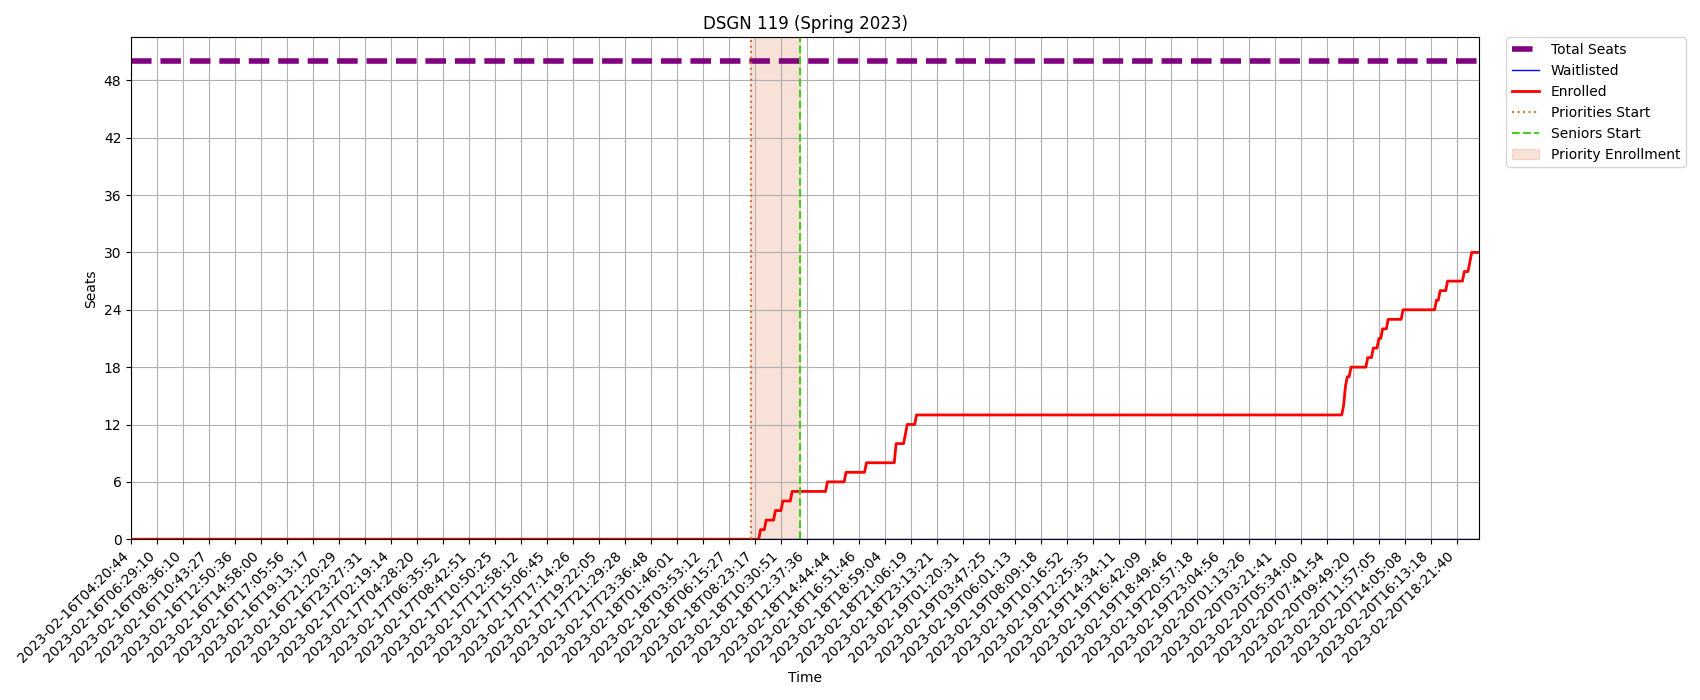 DSGN 119 (Spring 2023)
Total Seats
Waitlisted
Enrolled
Priorities Start
Seniors Start
Priority Enrollment
Seats
48
42
36
30
24
18
12
6
0
2023-02-16T04:20:44
2023-02-16T06:29:10
2023-02-16T08:36:10
2023-02-16T10:43:27
2023-02-16T12:50:36
2023-02-16T14:58:00
2023-02-16T17:05:56
2023-02-16T19:13:17
2023-02-16T21:20:29
2023-02-16T23:27:31
2023-02-17T02:19:14
2023-02-17T04:28:20
2023-02-17T06:35:52
2023-02-17T08:42:51
2023-02-17T10:50:25
2023-02-17T12:58:12
2023-02-17T15:06:45
2023-02-17T17:14:26
2023-02-17T19:22:05
2023-02-17T21:29:28
2023-02-17T23:36:48
2023-02-18T01:46:01
2023-02-18T03:53:12
2023-02-18T06:15:27
2023-02-18T08:23:17
2023-02-18T10:30:51
2023-02-18T12:37:36
2023-02-18T14:44:44
2023-02-18T16:51:46
2023-02-18T18:59:04
2023-02-18T21:06:19
2023-02-18T23:13:21
2023-02-19T01:20:31
2023-02-19T03:47:25
2023-02-19T06:01:13
2023-02-19T08:09:18
2023-02-19T10:16:52
2023-02-19T12:25:35
2023-02-19T14:34:11
2023-02-19T16:42:09
2023-02-19T18:49:46
2023-02-19T20:57:18
2023-02-19T23:04:56
2023-02-20T01:13:26
2023-02-20T03:21:41
2023-02-20T05:34:00
2023-02-20T07:41:54
2023-02-20T09:49:20
2023-02-20T11:57:05
2023-02-20T14:05:08
2023-02-20T16:13:18
2023-02-20T18:21:40
Time